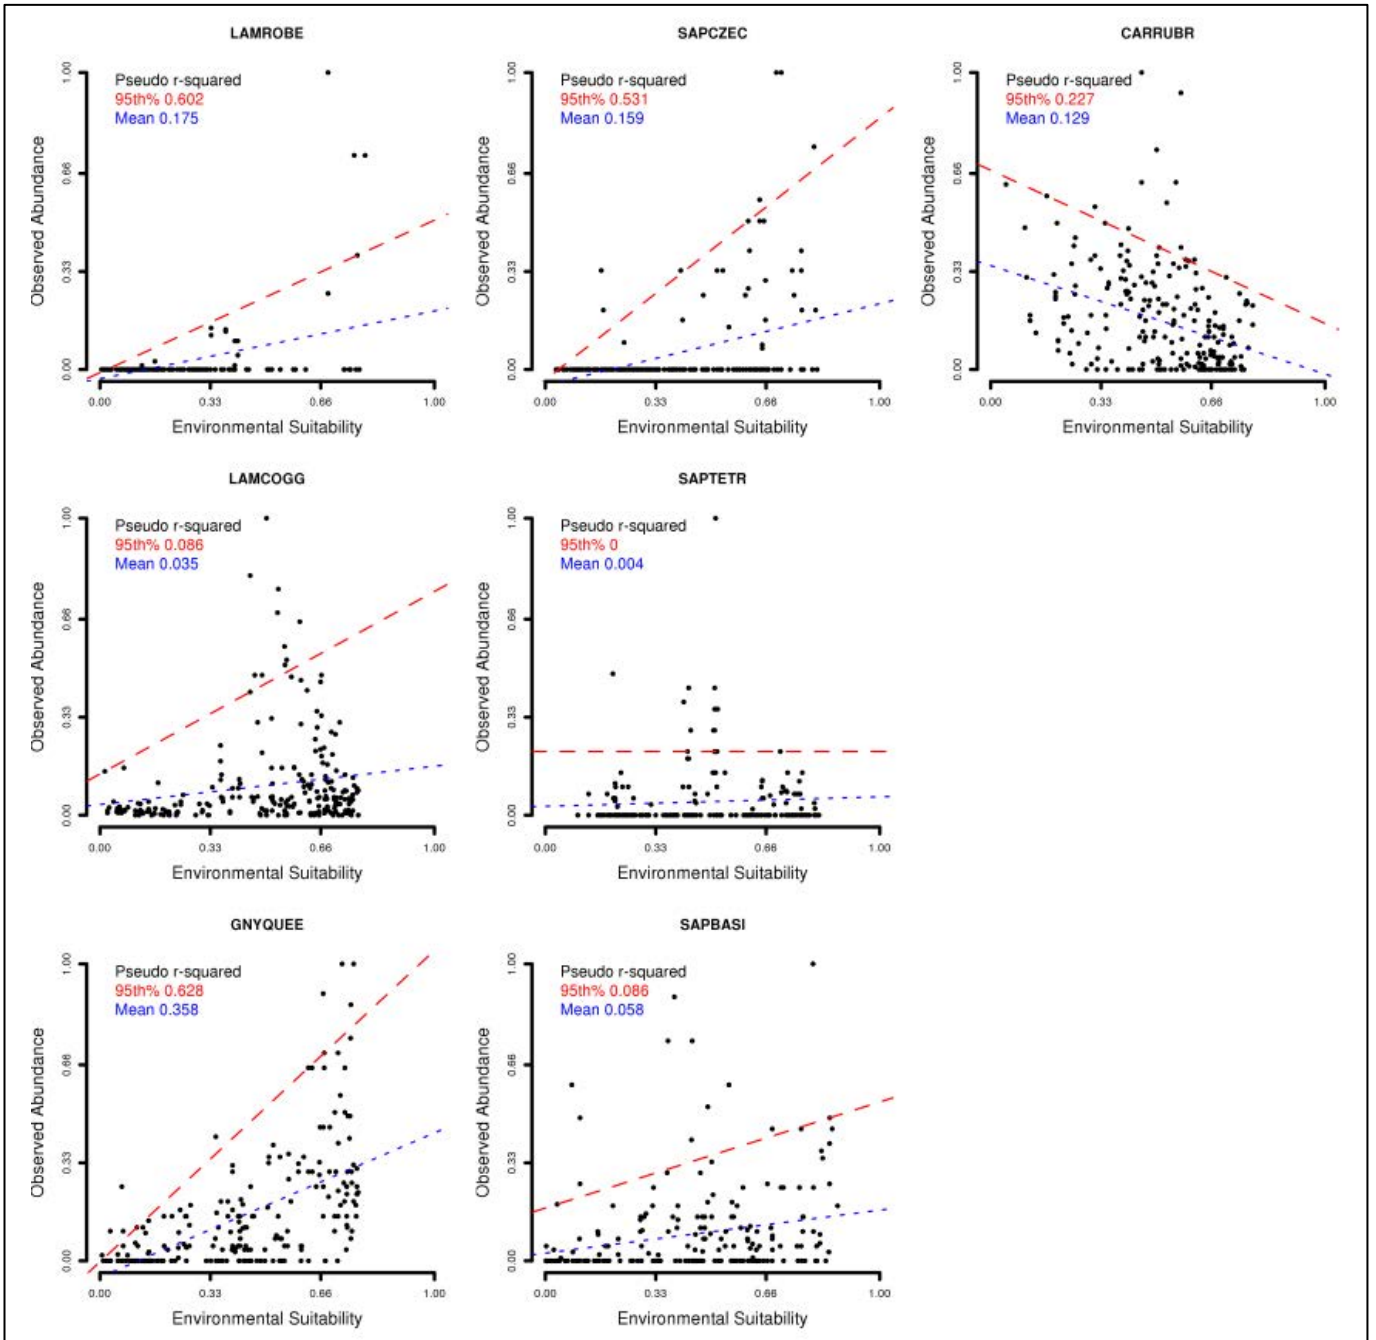 LAMROBE
Pseudo r-squared
95th% 0.602
Mean 0.175
Observed Abundance
1.00
0.66
0.33
0.00
0.00 0.33 0.66 1.00
Environmental Suitability
SAPCZEC
Pseudo r-squared
95th% 0.531
Mean 0.159
Observed Abundance
1.00
0.66
0.33
0.00
0.00 0.33 0.66 1.00
Environmental Suitability
CARRUBR
Pseudo r-squared
95th% 0.227
Mean 0.129
Observed Abundance
1.00
0.66
0.33
0.00
0.00 0.33 0.66 1.00
Environmental Suitability
LAMCOGG
Pseudo r-squared
95th% 0.086
Mean 0.035
Observed Abundance
1.00
0.66
0.33
0.00
0.00 0.33 0.66 1.00
Environmental Suitability
SAPTETR
Pseudo r-squared
95th% 0
Mean 0.004
Observed Abundance
1.00
0.66
0.33
0.00
0.00 0.33 0.66 1.00
Environmental Suitability
GNYQUEE
Pseudo r-squared
95th% 0.628
Mean 0.358
Observed Abundance
1.00
0.66
0.33
0.00
0.00 0.33 0.66 1.00
Environmental Suitability
SAPBASI
Pseudo r-squared
95th% 0.086
Mean 0.058
Observed Abundance
1.00
0.66
0.33
0.00
0.00 0.33 0.66 1.00
Environmental Suitability